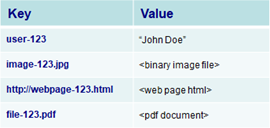 Key Value
user-123 “John Doe”
image-123.jpg <binary image file>
http://webpage-123.html <web page html>
file-123.pdf <pdf document>